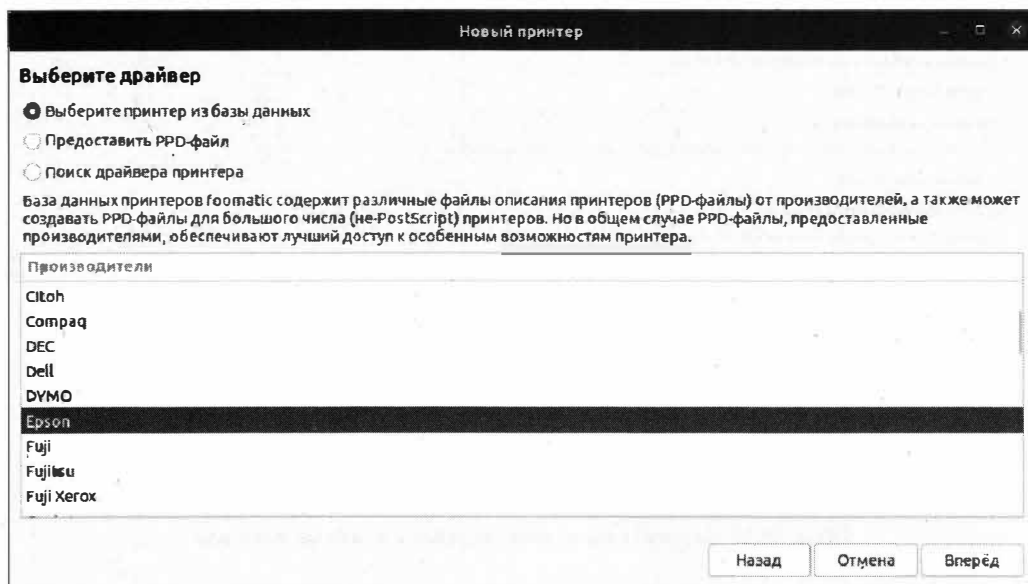 Новый принтер
Выберите драйвер
Выберите принтер из базы данных
Предоставить PPD-файл
Поиск драйвера принтера
База данных принтеров foomatic содержит различные файлы описания принтеров (PPD-файлы) от производителей, а также может
создавать PPD-файлы для большого числа (не-PostScript) принтеров. Но в общем случае PPD-файлы, предоставленные
производителями, обеспечивают лучший доступ к особенным возможностям принтера.
Производители
Citoh
Compaq
DEC
Dell
DYMO
Epson
Fuji
Fujitsu
Fuji Xerox
Назад Отмена Вперёд